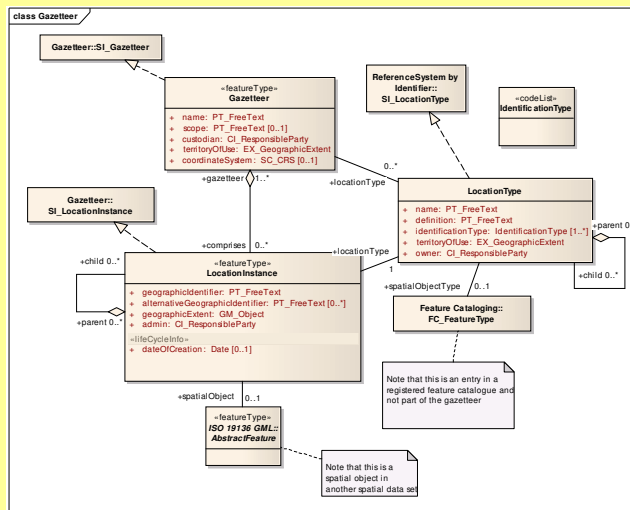 class Gazetteer
Gazetteer::SI_Gazetteer
«featureType»
Gazetteer
+ name: PT_FreeText
+ scope: PT_FreeText [0..1]
+ custodian: CI_ResponsibleParty
+ territoryOfUse: EX_GeographicExtent
+ coordinateSystem: SC_CRS [0..1]
ReferenceSystem by
Identifier::
SI_LocationType
«codeList»
IdentificationType
+gazetteer 1..*
0..*
+locationType
Gazetteer::
SI_LocationInstance
LocationType
+ name: PT_FreeText
+ definition: PT_FreeText
+ identificationType: IdentificationType [1..*]
+ territoryOfUse: EX_GeographicExtent
+ owner: CI_ResponsibleParty
+parent 0..*
+child 0..*
+comprises 0..*
+locationType
1
+child 0..*
+parent 0..*
«featureType»
LocationInstance
+ geographicIdentifier: PT_FreeText
+ alternativeGeographicIdentifier: PT_FreeText [0..*]
+ geographicExtent: GM_Object
+ admin: CI_ResponsibleParty
«lifeCycleInfo»
+ dateOfCreation: Date [0..1]
+spatialObjectType 0..1
Feature Cataloging::
FC_FeatureType
Note that this is an entry in a
registered feature catalogue and
not part of the gazetteer
+spatialObject 0..1
«featureType»
ISO 19136 GML::
AbstractFeature
Note that this is a
spatial object in
another spatial data set